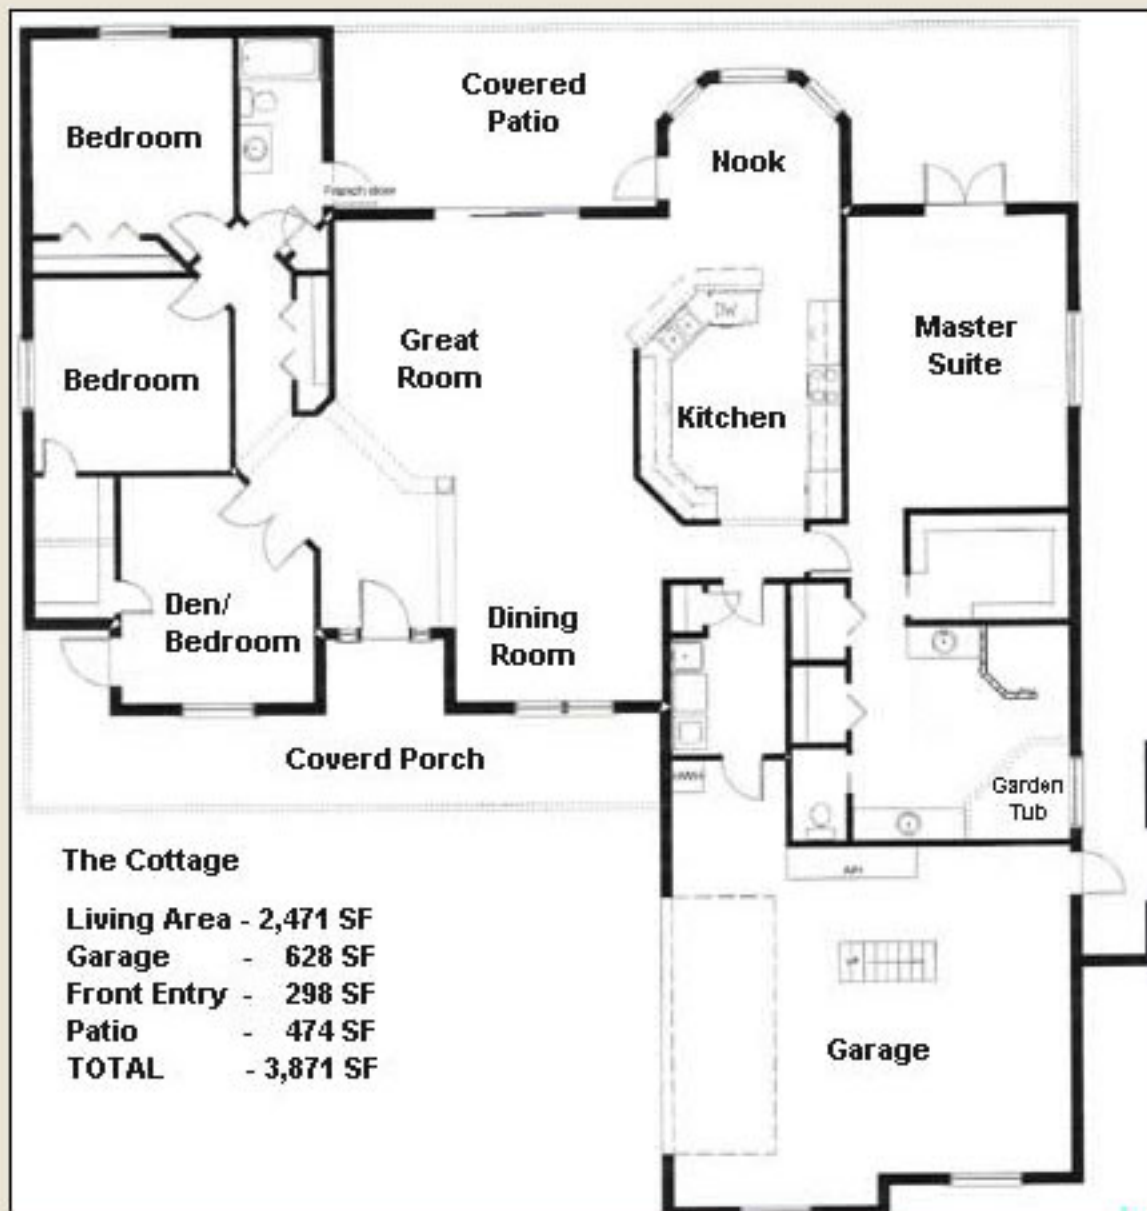 Covered
Patio
Bedroom
Nook
French door
DW
Great
Room
Master
Suite
Bedroom
Kitchen
Den/
Bedroom
Dining
Room
Coverd Porch
HWH
Garden
Tub
The Cottage
Living Area - 2,471 SF
Garage - 628 SF
Front Entry - 298 SF
Patio - 474 SF
TOTAL - 3,871 SF
Garage